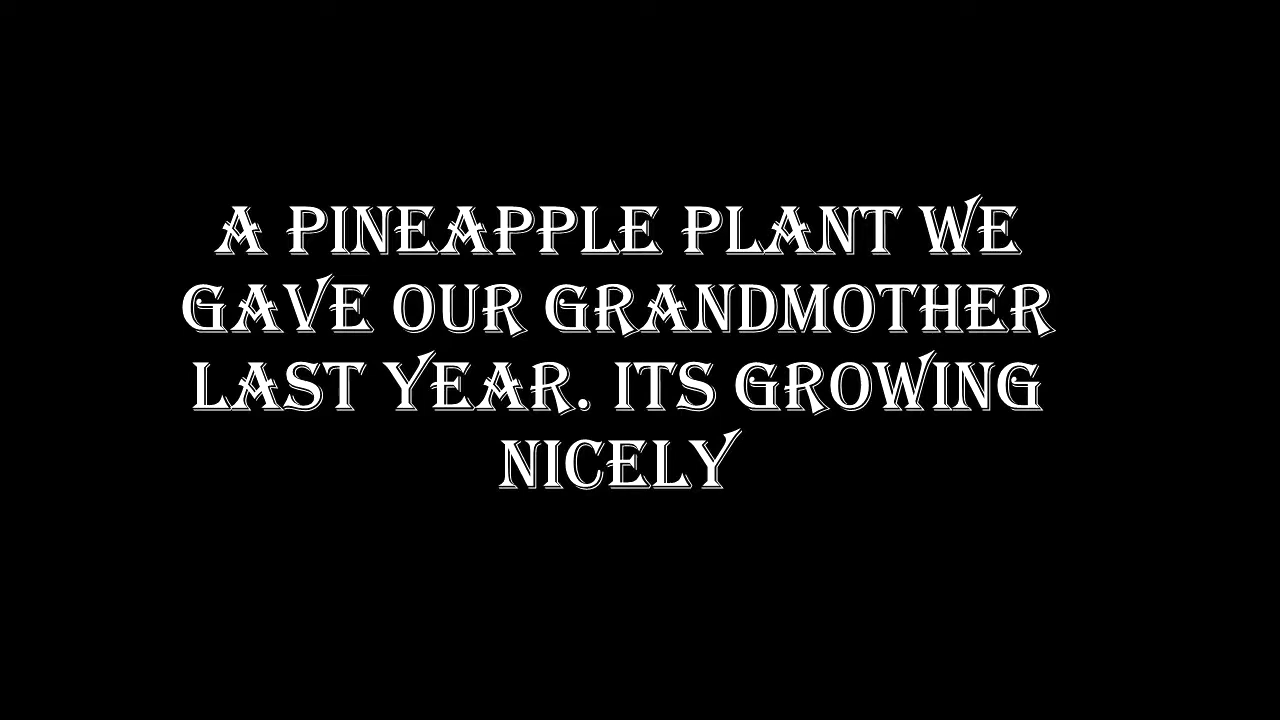 A PINEAPPLE PLANT WE
GAVE OUR GRANDMOTHER
LAST YEAR. ITS GROWING
NICELY